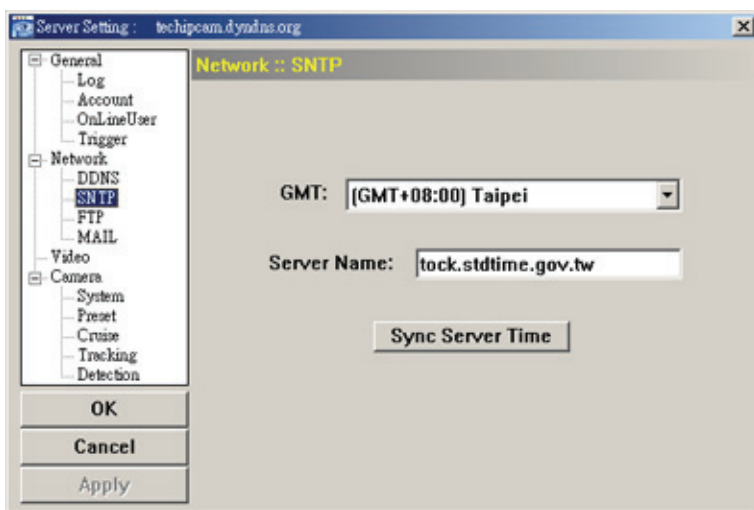 Server Setting : techipcam.dyndns.org
General
Log
Account
OnLineUser
Trigger
Network
DDNS
SNTP
FTP
MAIL
Video
Camera
System
Preset
Cruise
Tracking
Detection
OK
Cancel
Apply
Network :: SNTP
GMT: (GMT+08:00) Taipei
Server Name: tock.stdtime.gov.tw
Sync Server Time